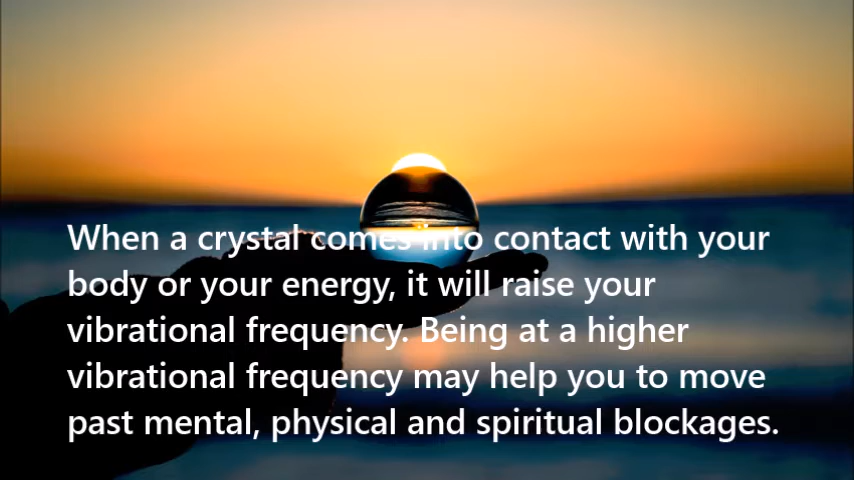 When a crystal comes into contact with your
body or your energy, it will raise your
vibrational frequency. Being at a higher
vibrational frequency may help you to move
past mental, physical and spiritual blockages.